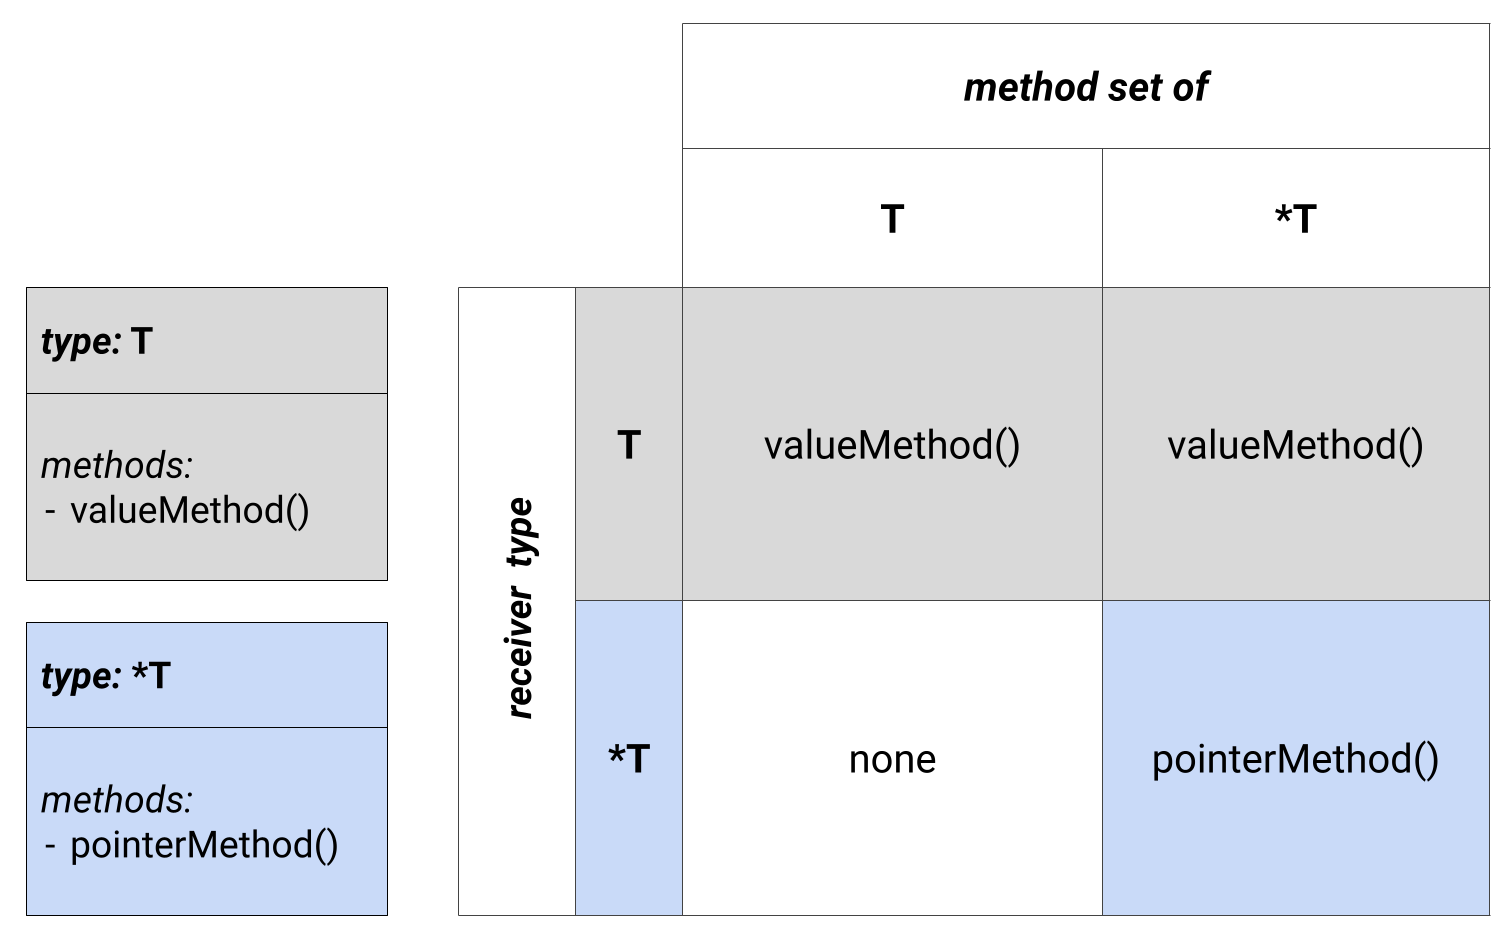 method set of
T
*T
type: T
methods:
- valueMethod()
type: *T
methods:
- pointerMethod()
receiver type
T
valueMethod()
valueMethod()
*T
none
pointerMethod()